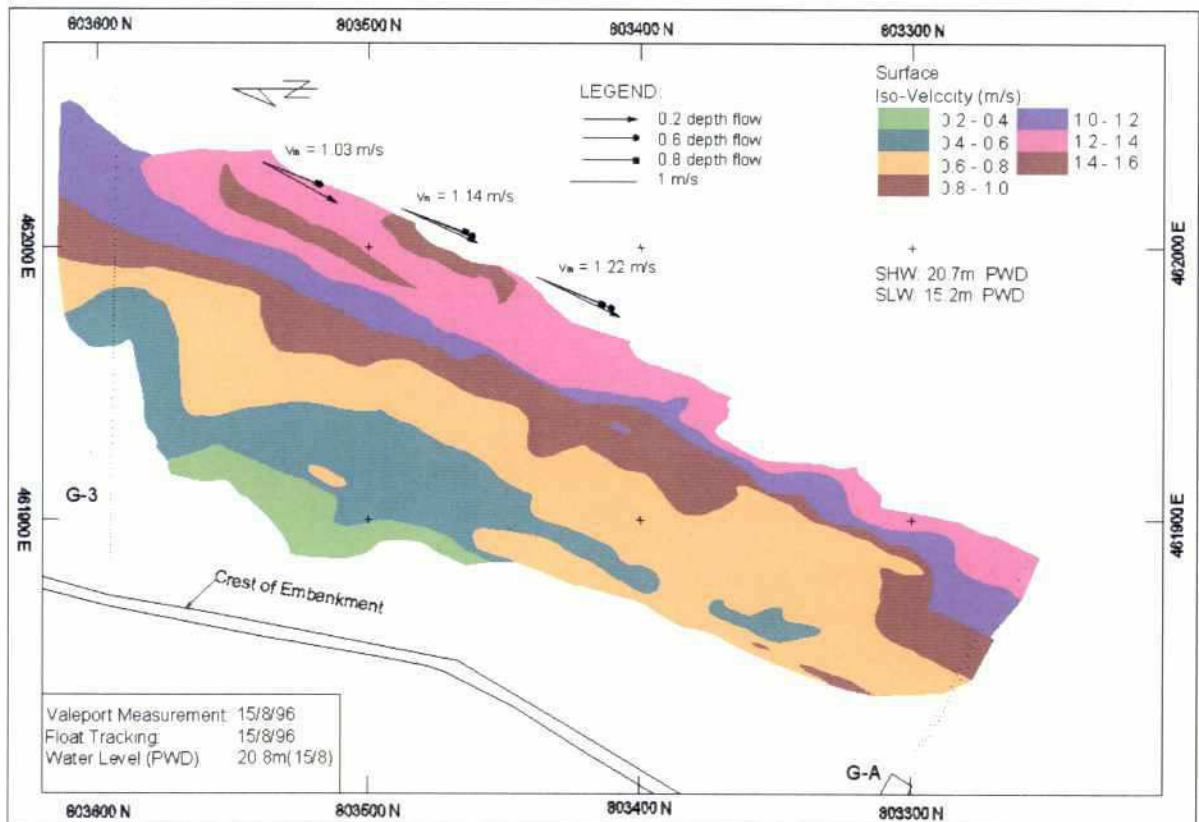 803600 N 803500 N 803400 N 803300 N
LEGEND:
0.2 depth flow
0.6 depth flow
0.8 depth flow
1 m/s
Surface
Iso-Velocity (m/s)
0.2 - 0.4
0.4 - 0.6
0.6 - 0.8
0.8 - 1.0
1.0 - 1.2
1.2 - 1.4
1.4 - 1.6
N
= 1.03 m/s
= 1.14 m/s
= 1.22 m/s
462000 E
462000 E
SHW: 20.7m PWD
SLW: 15.2m PWD
G-3
461900 E
461900 E
Crest of Embankment
Valeport Measurement: 15/8/96
Float Tracking: 15/8/96
Water Level (PWD) 20.8m(15/8)
G-A
803600 N 803500 N 803400 N 803300 N